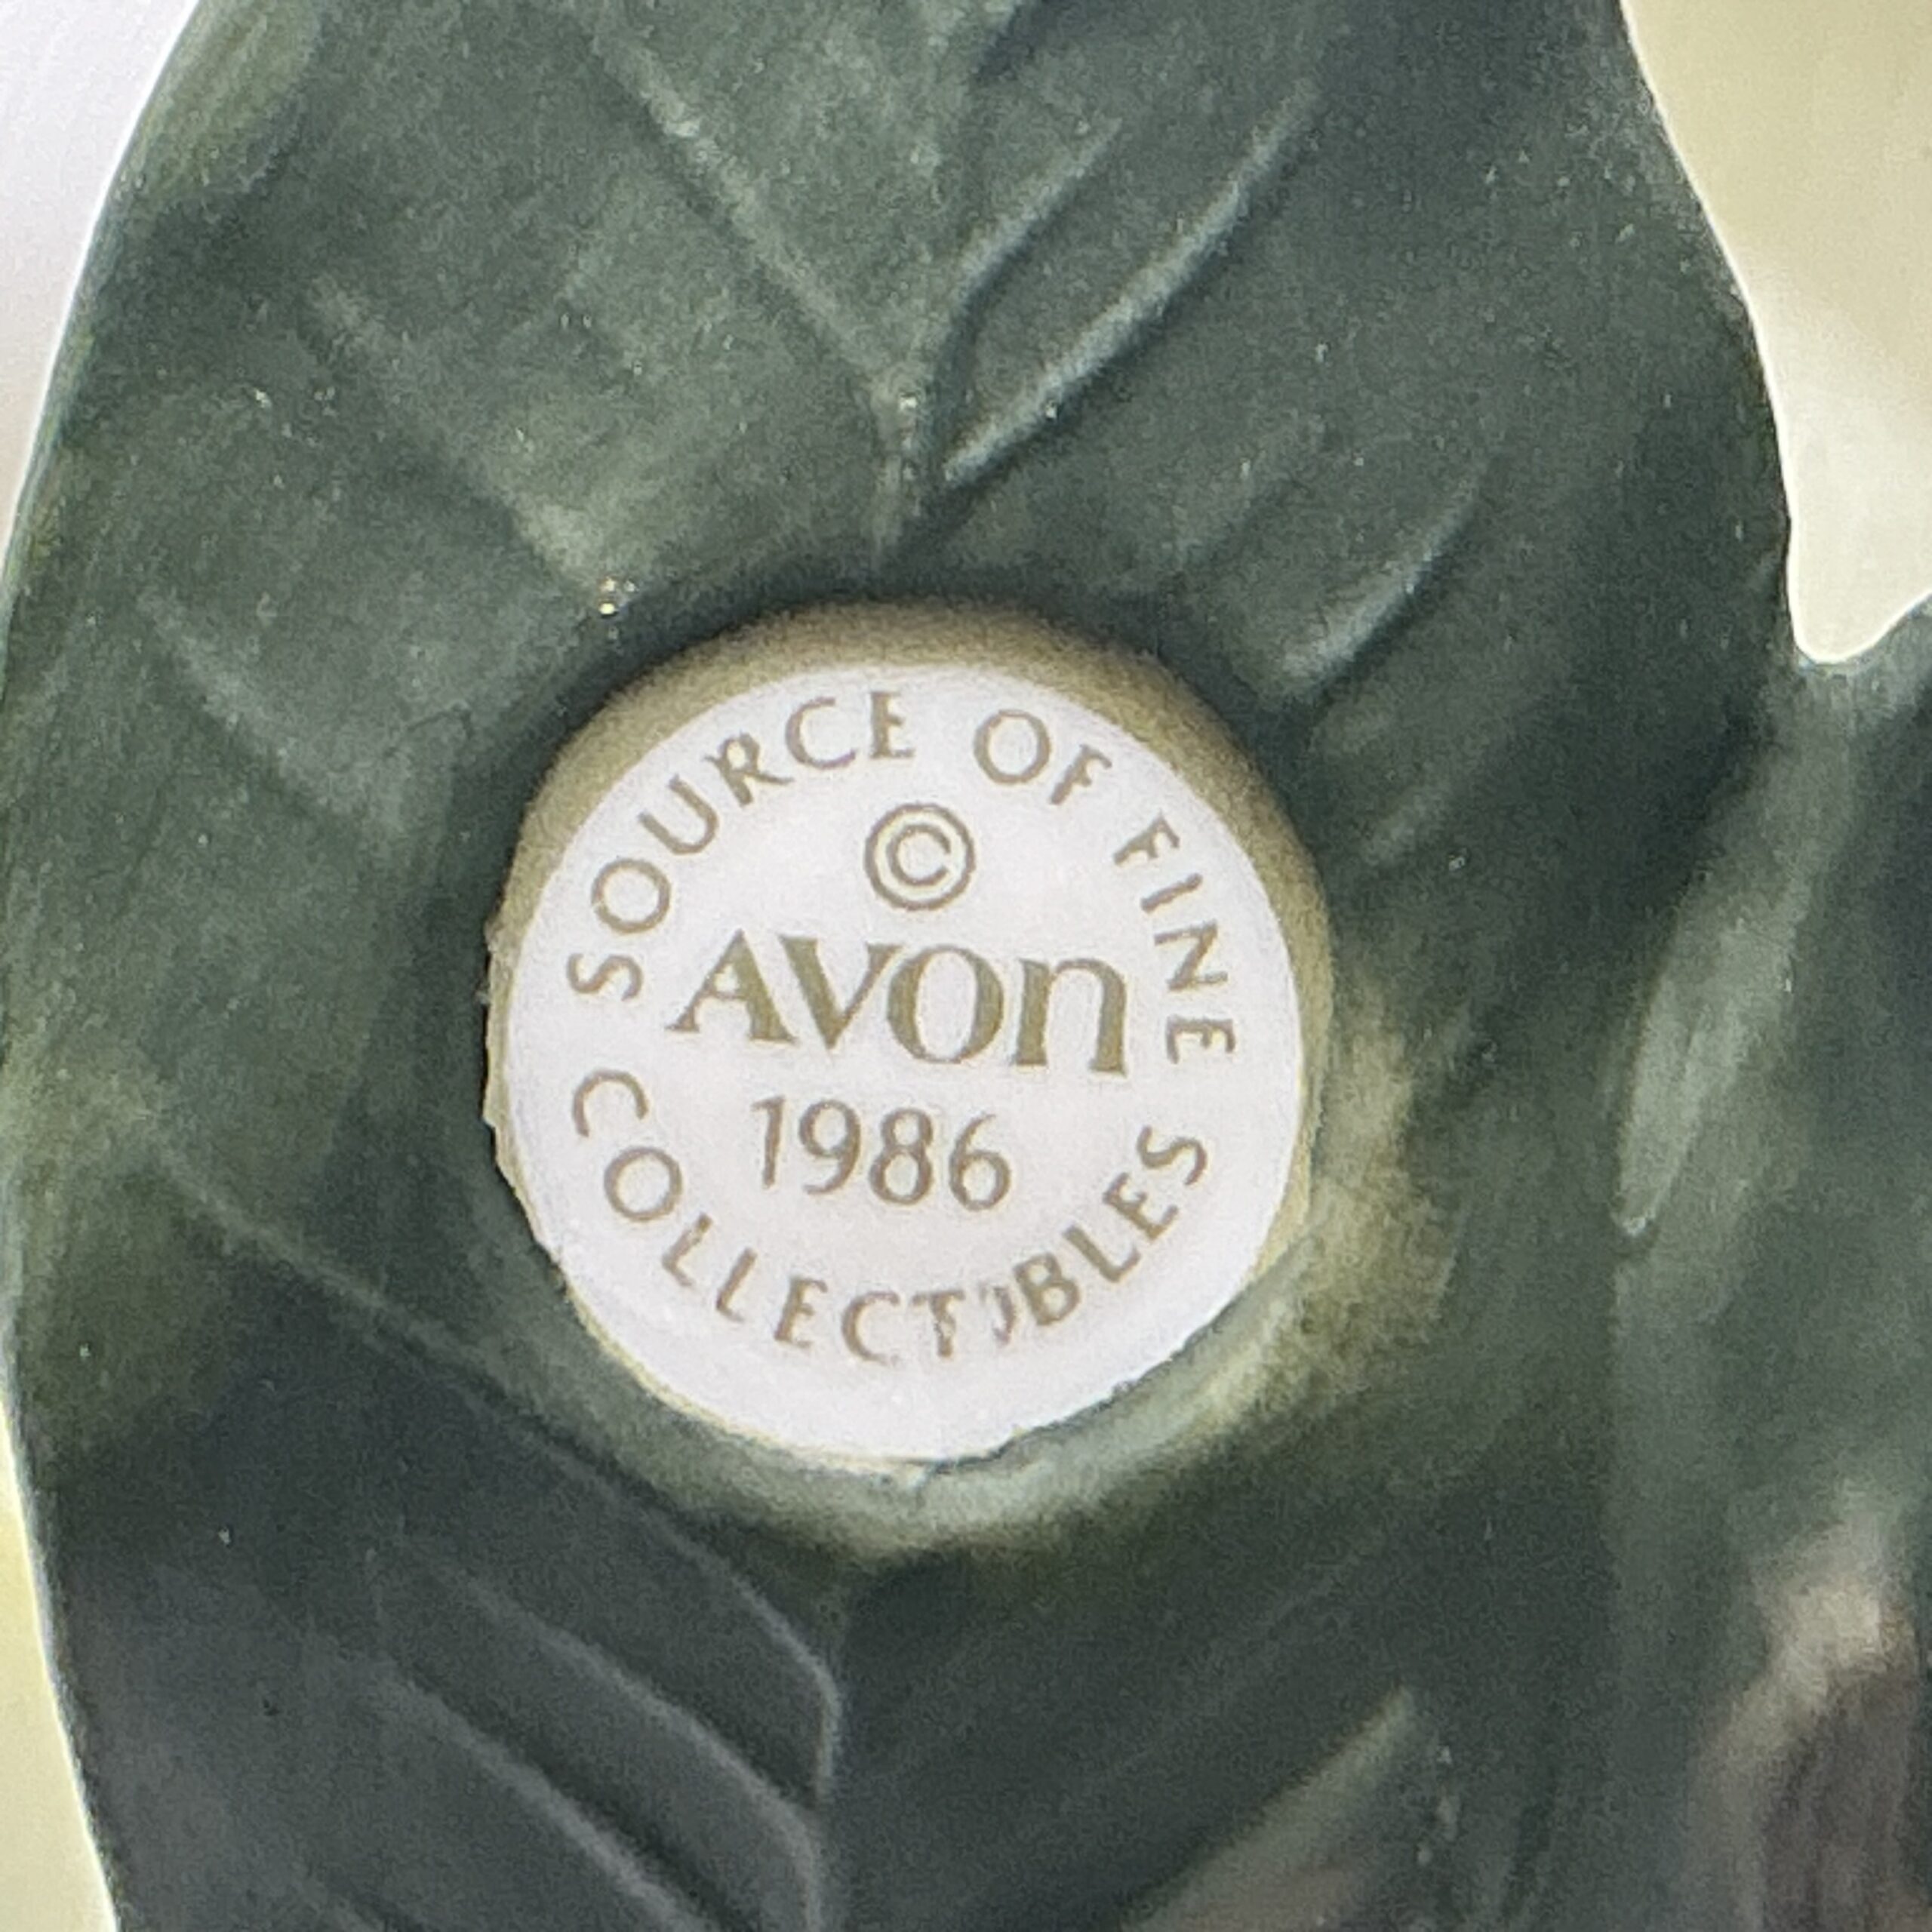 SOURCE OF FINE
©
AVON
1986
COLLECTIBLES